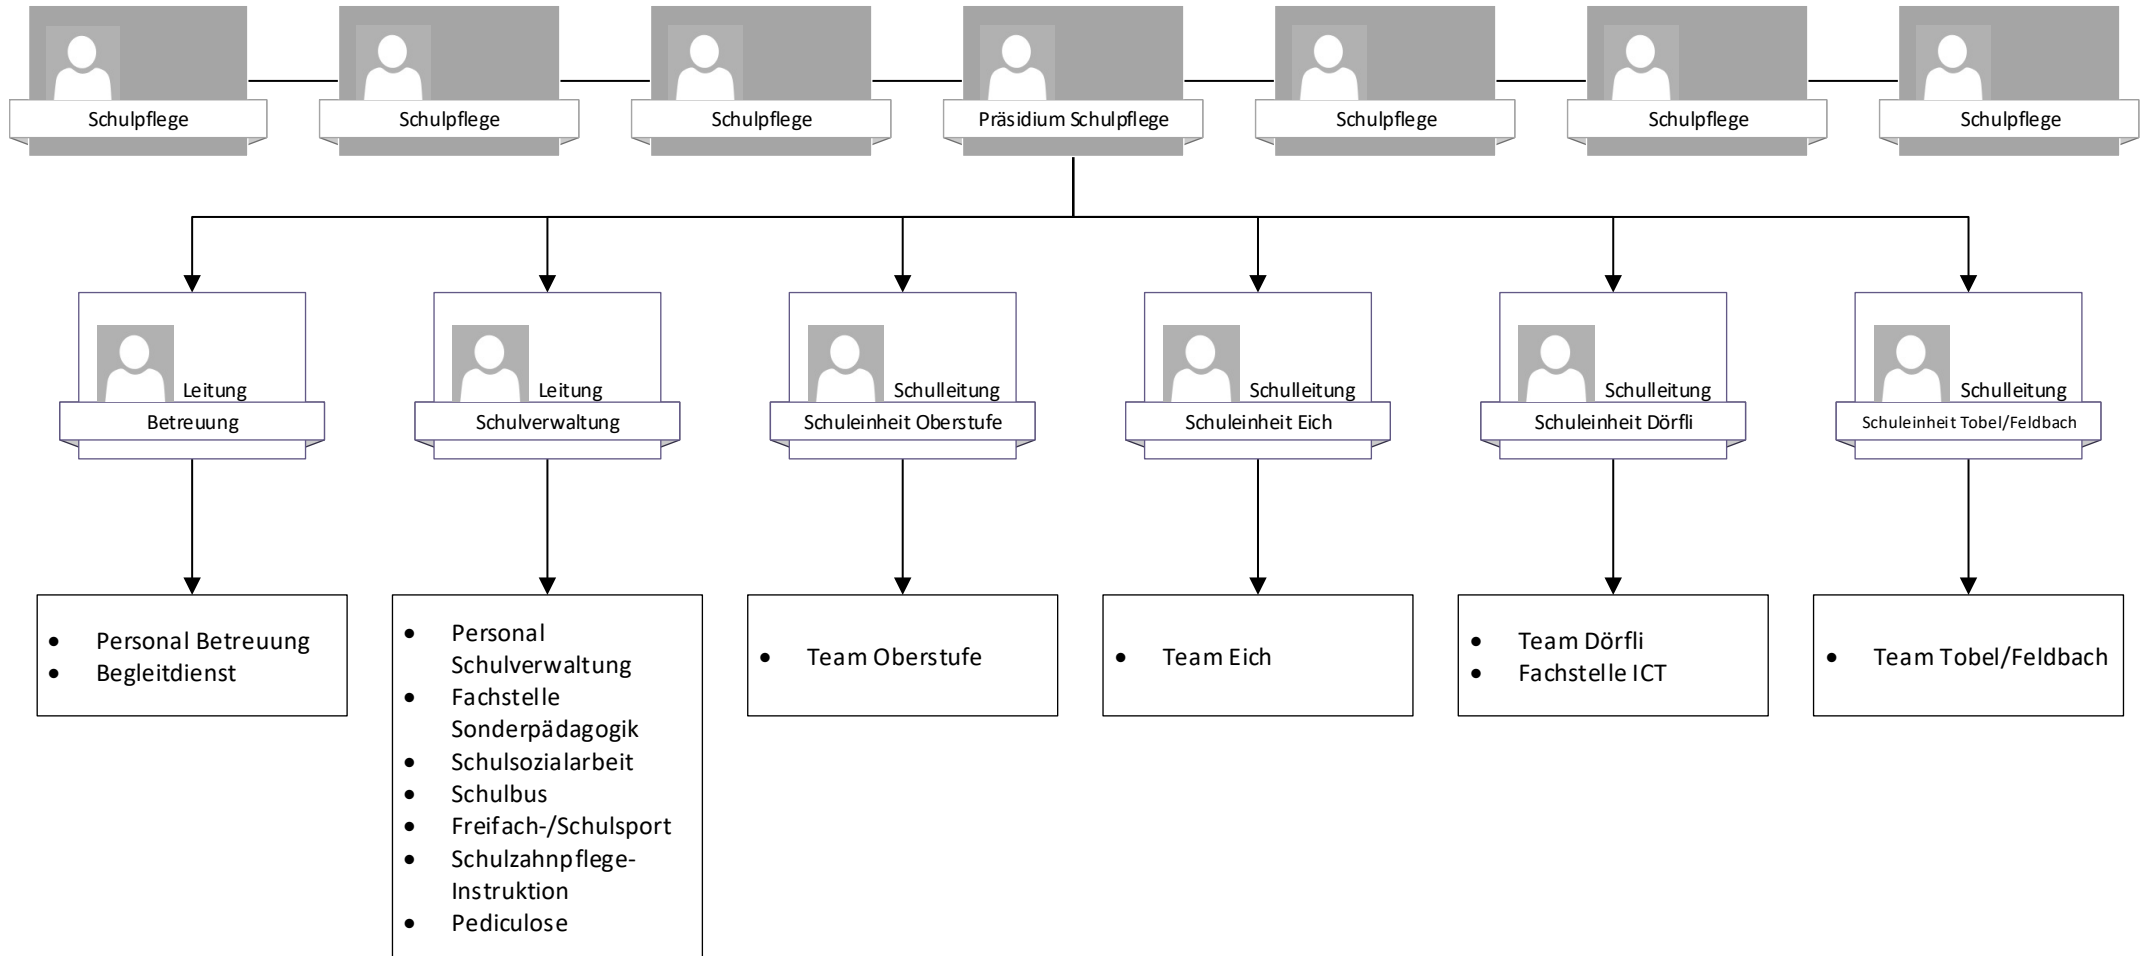 Schulpflege
Schulpflege
Schulpflege
Präsidium Schulpflege
Schulpflege
Schulpflege
Schulpflege
Leitung
Betreuung
Leitung
Schulverwaltung
Schulleitung
Schuleinheit Oberstufe
Schulleitung
Schuleinheit Eich
Schulleitung
Schuleinheit Dörfli
Schulleitung
Schuleinheit Tobel/Feldbach
• Personal Betreuung
• Begleitdienst
• Personal
Schulverwaltung
• Fachstelle
Sonderpädagogik
• Schulsozialarbeit
• Schulbus
• Freifach-/Schulsport
• Schulzahnpflege-
Instruktion
• Pediculose
• Team Oberstufe
• Team Eich
• Team Dörfli
• Fachstelle ICT
• Team Tobel/Feldbach